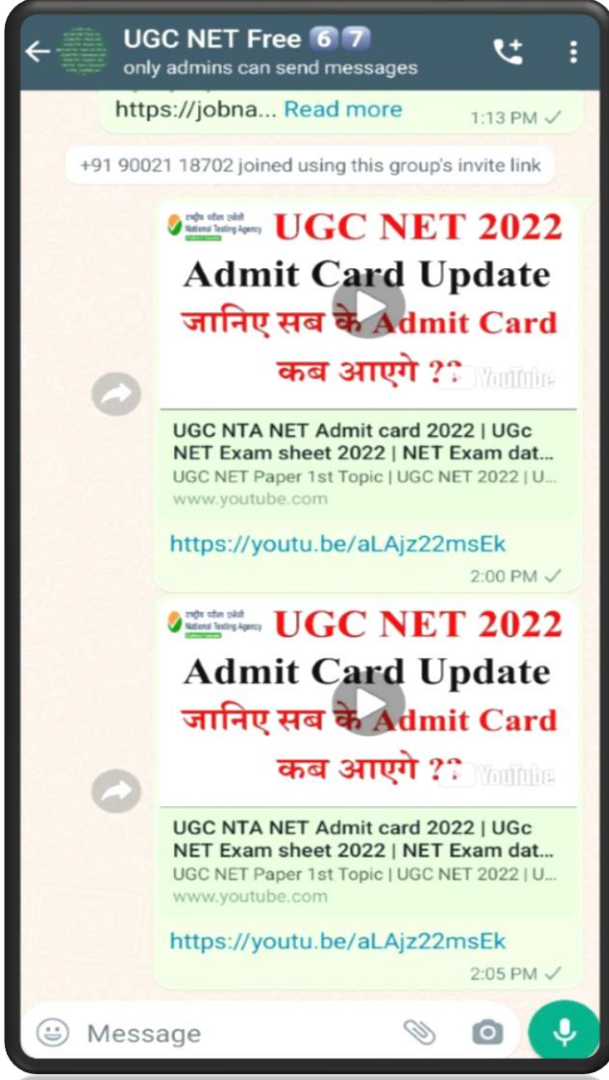 UGC NET Free 6 7
only admins can send messages
https://jobna... Read more
1:13 PM
+91 90021 18702 joined using this group's invite link
राष्ट्रीय परीक्षा एजेंसी
National Testing Agency
UGC NET 2022
Admit Card Update
जानिए सब के Admit Card
कब आएगे ??
YouTube
UGC NTA NET Admit card 2022 | UGc
NET Exam sheet 2022 | NET Exam dat...
UGC NET Paper 1st Topic | UGC NET 2022 | U...
www.youtube.com
https://youtu.be/aLAjz22msEk
2:00 PM
राष्ट्रीय परीक्षा एजेंसी
National Testing Agency
UGC NET 2022
Admit Card Update
जानिए सब के Admit Card
कब आएगे ??
YouTube
UGC NTA NET Admit card 2022 | UGc
NET Exam sheet 2022 | NET Exam dat...
UGC NET Paper 1st Topic | UGC NET 2022 | U...
www.youtube.com
https://youtu.be/aLAjz22msEk
2:05 PM
Message